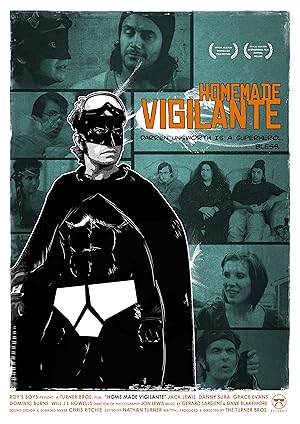 HOMEMADE
VIGILANTE
DARREN UNSWORTH IS A SUPERHERO.
BLESS.
ROY'S BOYS PRESENT A TURNER BROS. FILM "HOME MADE VIGILANTE" JACK LEWIS DANNY SURA GRACE EVANS
DOMINIC BURNS WILL J L HOWELLS DIRECTOR OF PHOTOGRAPHY JON LEWIS MUSIC BY GERARD SARGENT & DAVE BLAKEMORE
SOUND DESIGN & DUBBING MIXER CHRIS RITCHIE EDITED BY NATHAN TURNER WRITTEN, PRODUCED & DIRECTED BY THE TURNER BROS.